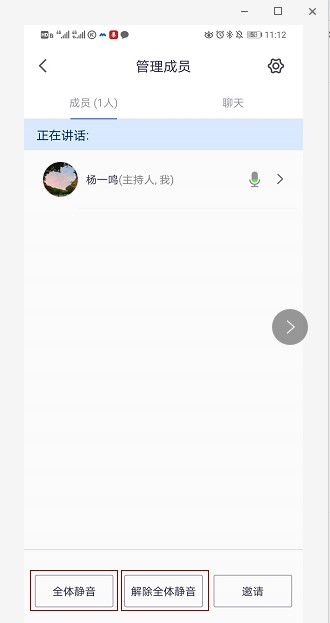 11:12
管理成员
成员 (1人) 聊天
正在讲话:
杨一鸣(主持人, 我)
全体静音 解除全体静音 邀请